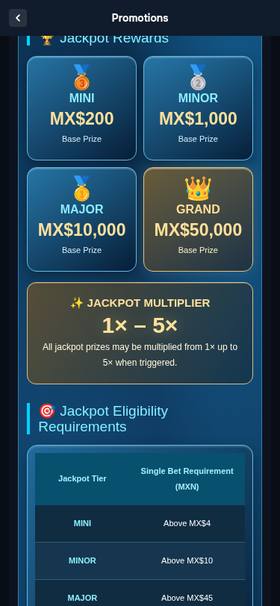 Promotions
🏆 Jackpot Rewards
MINI
MX$200
Base Prize
MINOR
MX$1,000
Base Prize
MAJOR
MX$10,000
Base Prize
GRAND
MX$50,000
Base Prize
✨ JACKPOT MULTIPLIER
1× – 5×
All jackpot prizes may be multiplied from 1× up to
5× when triggered.
🎯 Jackpot Eligibility
Requirements
Jackpot Tier
Single Bet Requirement
(MXN)
MINI
Above MX$4
MINOR
Above MX$10
MAJOR
Above MX$45